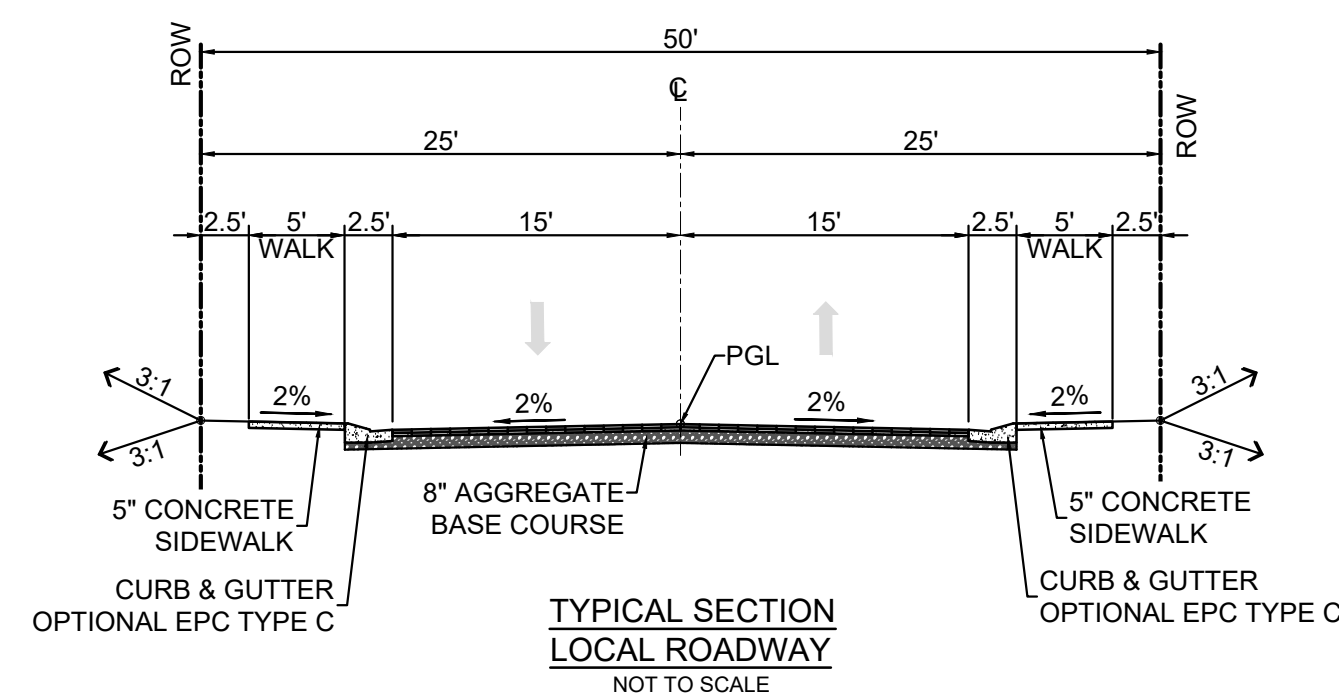 50'
ROW
ROW
℄
25'
25'
2.5'
5'
2.5'
15'
15'
2.5'
5'
2.5'
WALK
WALK
PGL
3:1
3:1
2%
2%
2%
2%
3:1
3:1
8" AGGREGATE
BASE COURSE
5" CONCRETE
SIDEWALK
5" CONCRETE
SIDEWALK
CURB & GUTTER
OPTIONAL EPC TYPE C
CURB & GUTTER
OPTIONAL EPC TYPE C
TYPICAL SECTION
LOCAL ROADWAY
NOT TO SCALE